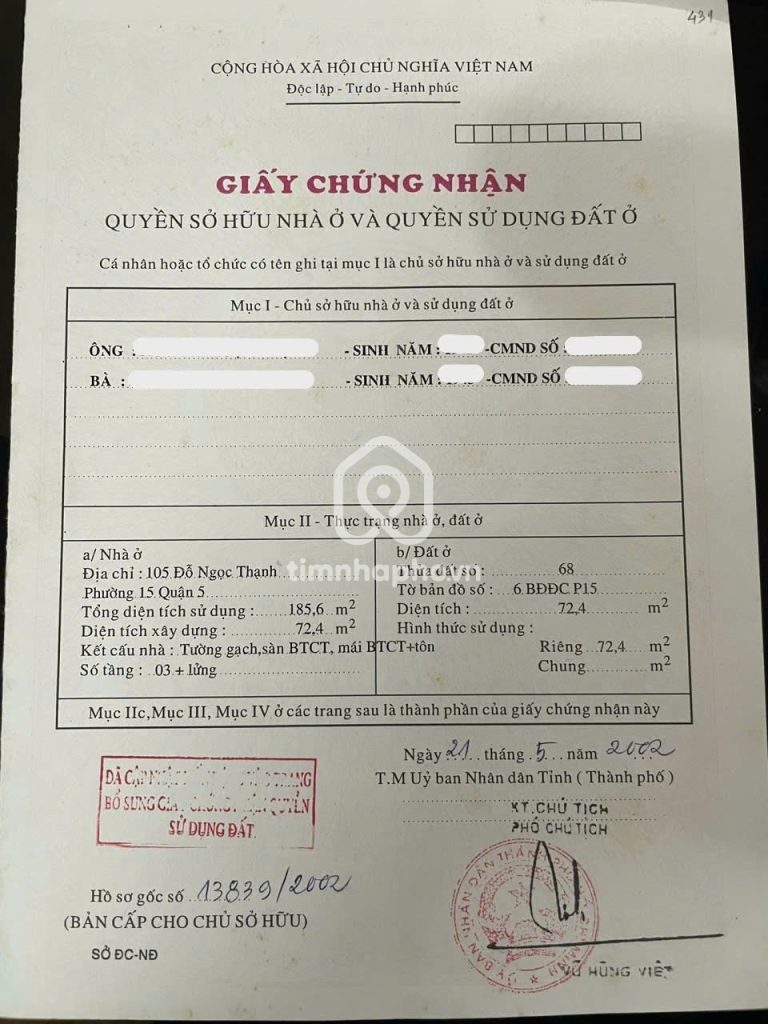 431
CỘNG HÒA XÃ HỘI CHỦ NGHĨA VIỆT NAM
Độc lập - Tự do - Hạnh phúc
GIẤY CHỨNG NHẬN
QUYỀN SỞ HỮU NHÀ Ở VÀ QUYỀN SỬ DỤNG ĐẤT Ở
Cá nhân hoặc tổ chức có tên ghi tại mục I là chủ sở hữu nhà ở và sử dụng đất ở
Mục I - Chủ sở hữu nhà ở và sử dụng đất ở
ÔNG : - SINH NĂM : -CMND SỐ :
BÀ : - SINH NĂM : -CMND SỐ :
Mục II - Thực trạng nhà ở, đất ở
a/ Nhà ở
Địa chỉ : 105 Đỗ Ngọc Thạnh
Phường 15 Quận 5
Tổng diện tích sử dụng : 185,6 m2
Diện tích xây dựng : 72,4 m2
Kết cấu nhà : Tường gạch,sàn BTCT, mái BTCT+tôn
Số tầng : 03 + lửng
b/ Đất ở
Thửa đất số : 68
Tờ bản đồ số : 6 BĐĐC P15
Diện tích : 72,4 m2
Hình thức sử dụng :
Riêng 72,4 m2
Chung m2
timnhapho.vn
Mục IIc,Mục III, Mục IV ở các trang sau là thành phần của giấy chứng nhận này
Ngày 21 tháng 5 năm 2002
T.M Uỷ ban Nhân dân Tỉnh ( Thành phố )
KT.CHỦ TỊCH
PHÓ CHỦ TỊCH
ĐÃ CẬP TRANG
BỔ SUNG QUYỀN
SỬ DỤNG ĐẤT
Hồ sơ gốc số 13839/2002
(BẢN CẤP CHO CHỦ SỞ HỮU)
SỞ ĐC-NĐ
VŨ HÙNG VIỆT